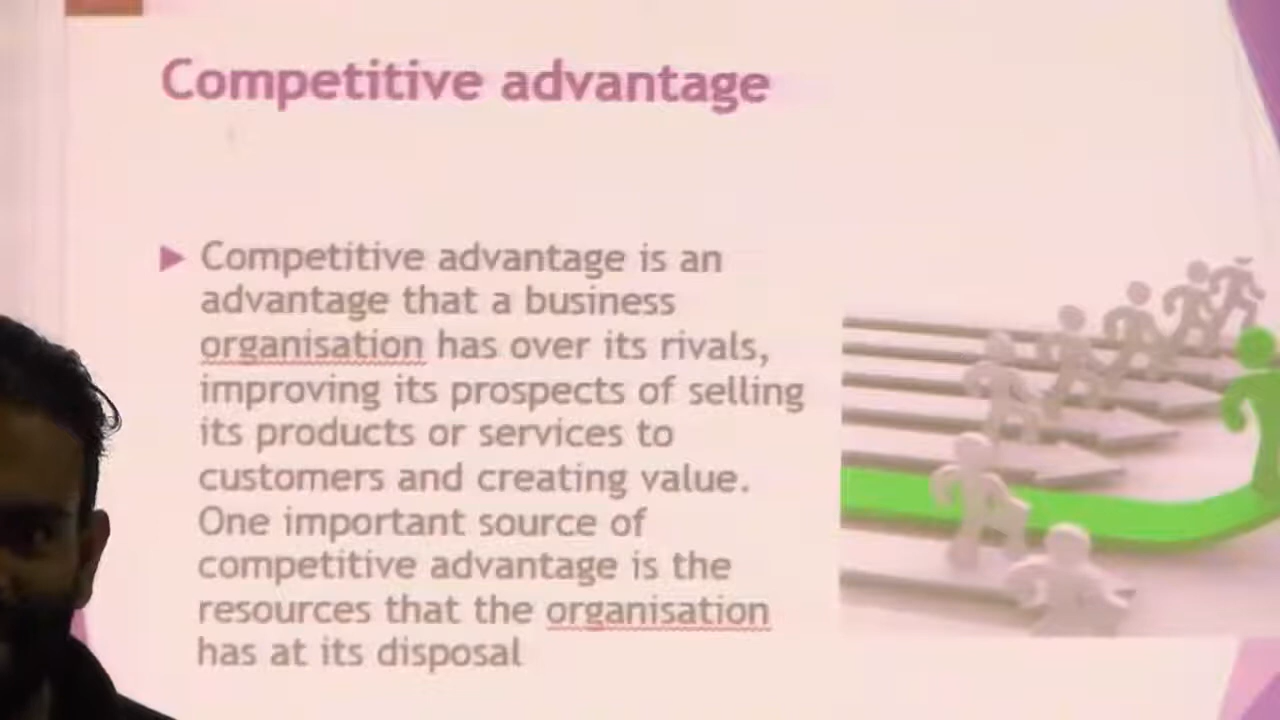 Competitive advantage
Competitive advantage is an
advantage that a business
organisation has over its rivals,
improving its prospects of selling
its products or services to
customers and creating value.
One important source of
competitive advantage is the
resources that the organisation
has at its disposal